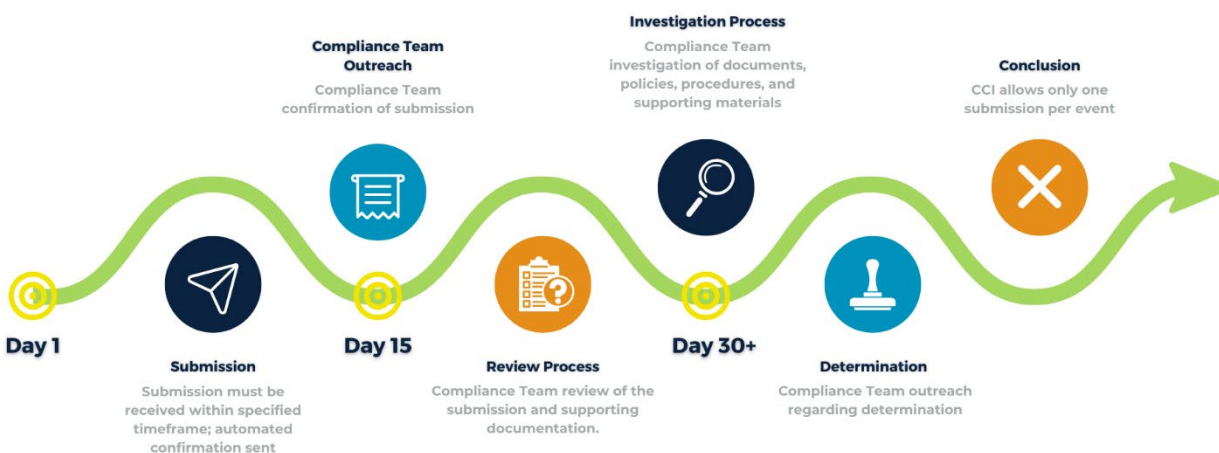 Day 1
Submission
Submission must be
received within specified
timeframe; automated
confirmation sent
Compliance Team
Outreach
Compliance Team
confirmation of submission
Day 15
Review Process
Compliance Team review of the
submission and supporting
documentation.
Investigation Process
Compliance Team
investigation of documents,
policies, procedures, and
supporting materials
Day 30+
Determination
Compliance Team outreach
regarding determination
Conclusion
CCI allows only one
submission per event